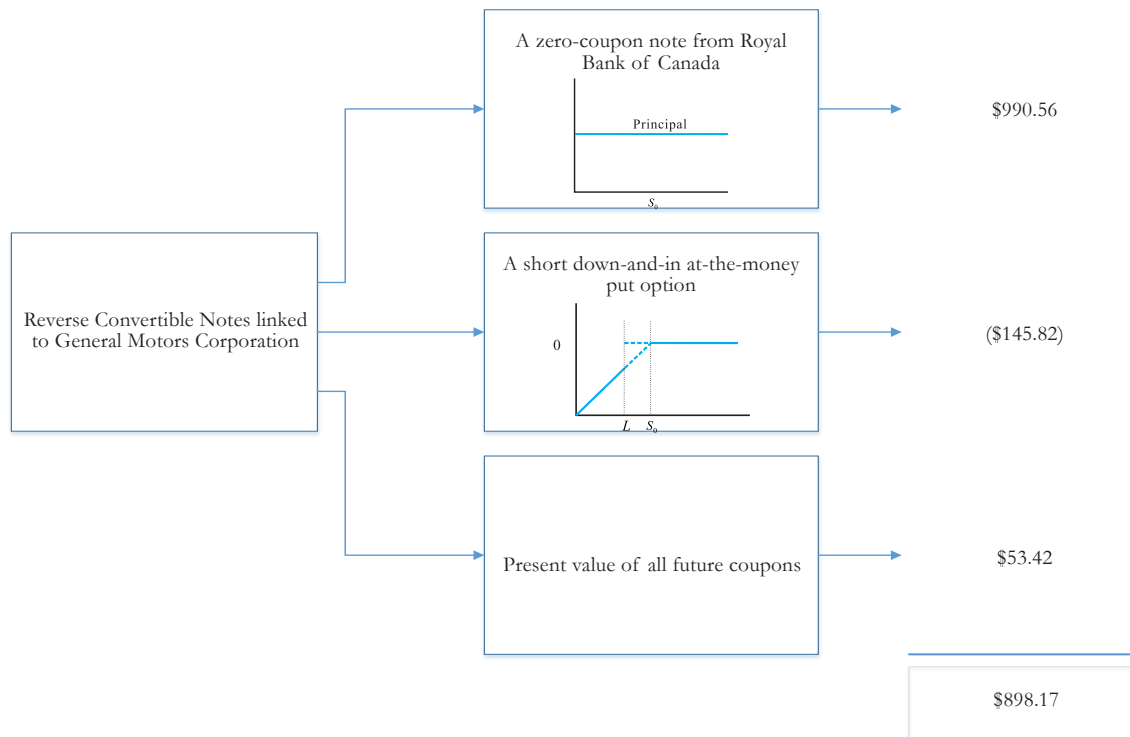 A zero-coupon note from Royal
Bank of Canada
Principal
S₀
$990.56
Reverse Convertible Notes linked
to General Motors Corporation
A short down-and-in at-the-money
put option
0
L S₀
($145.82)
Present value of all future coupons
$53.42
$898.17